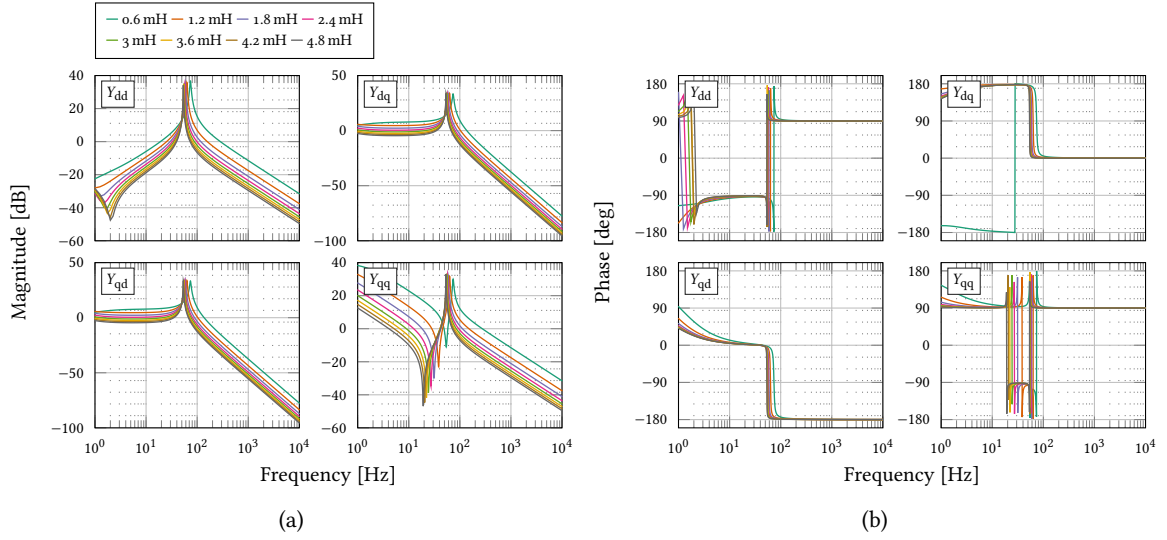 0.6 mH 1.2 mH 1.8 mH 2.4 mH
3 mH 3.6 mH 4.2 mH 4.8 mH
Magnitude [dB]
Y_dd
40
20
0
−20
−40
−60
Y_dq
50
0
−50
−100
Y_qd
50
0
−50
−100
10^0 10^1 10^2 10^3 10^4
Y_qq
40
20
0
−20
−40
−60
10^0 10^1 10^2 10^3 10^4
Frequency [Hz]
(a)
Phase [deg]
Y_dd
180
90
0
−90
−180
Y_dq
180
90
0
−90
−180
Y_qd
180
90
0
−90
−180
10^0 10^1 10^2 10^3 10^4
Y_qq
180
90
0
−90
−180
10^0 10^1 10^2 10^3 10^4
Frequency [Hz]
(b)